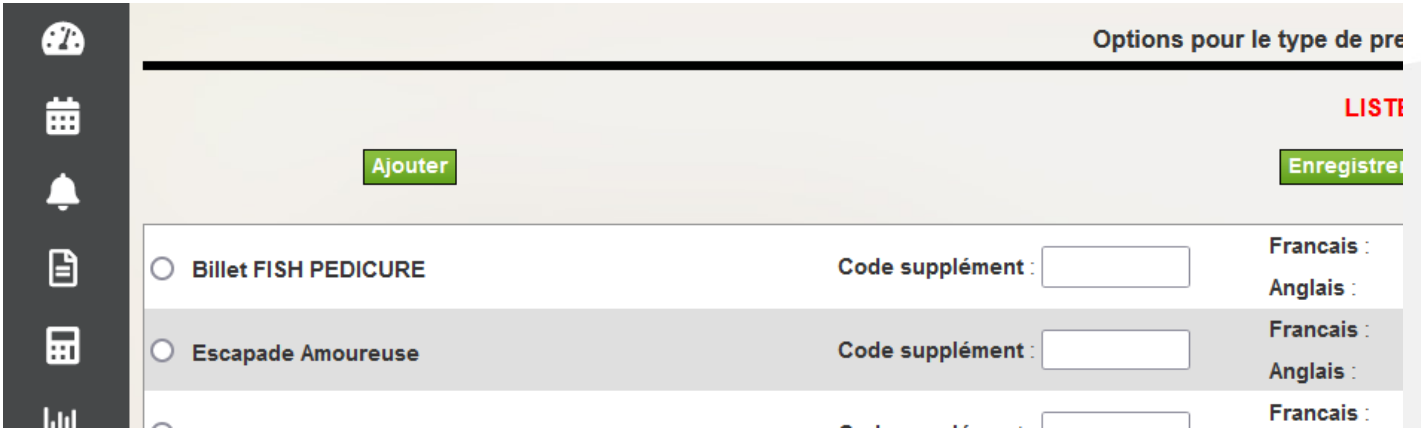 Options pour le type de pre
LISTE
Ajouter
Enregistrer
Billet FISH PEDICURE
Code supplément :
Francais :
Anglais :
Escapade Amoureuse
Code supplément :
Francais :
Anglais :
Francais :